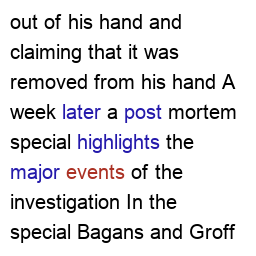 out of his hand and
claiming that it was
removed from his hand A
week later a post mortem
special highlights the
major events of the
investigation In the
special Bagans and Groff